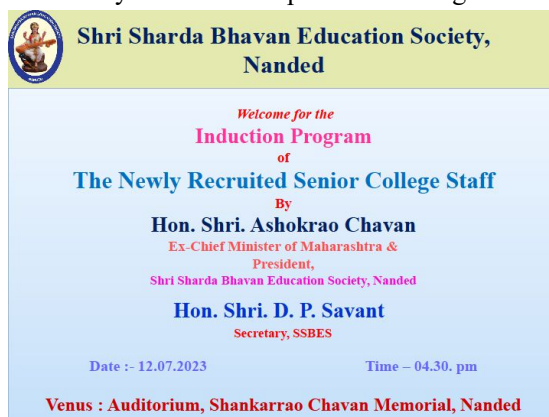 Shri Sharda Bhavan Education Society,
Nanded
Welcome for the
Induction Program
of
The Newly Recruited Senior College Staff
By
Hon. Shri. Ashokrao Chavan
Ex-Chief Minister of Maharashtra &
President,
Shri Sharda Bhavan Education Society, Nanded
Hon. Shri. D. P. Savant
Secretary, SSBES
Date :- 12.07.2023 Time – 04.30. pm
Venus : Auditorium, Shankarrao Chavan Memorial, Nanded